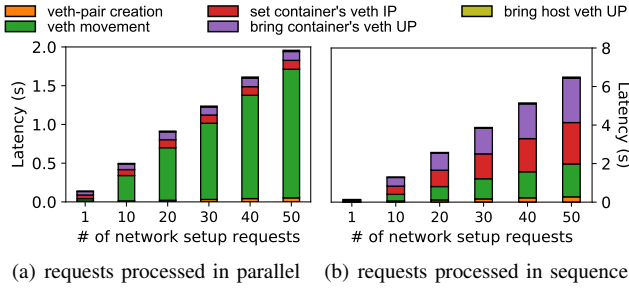 veth-pair creation
veth movement
set container's veth IP
bring container's veth UP
bring host veth UP
2.0
1.5
1.0
0.5
0.0
Latency (s)
1 10 20 30 40 50
# of network setup requests
8
6
4
2
0
Latency (s)
1 10 20 30 40 50
# of network setup requests
(a) requests processed in parallel
(b) requests processed in sequence